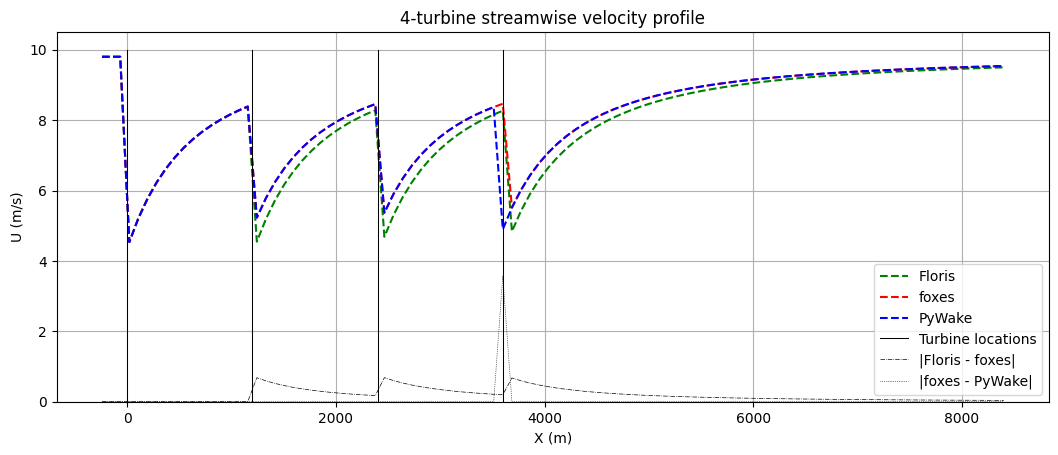 4-turbine streamwise velocity profile
10
8
6
4
2
0
U (m/s)
Floris
foxes
PyWake
Turbine locations
|Floris - foxes|
|foxes - PyWake|
0
2000
4000
6000
8000
X (m)